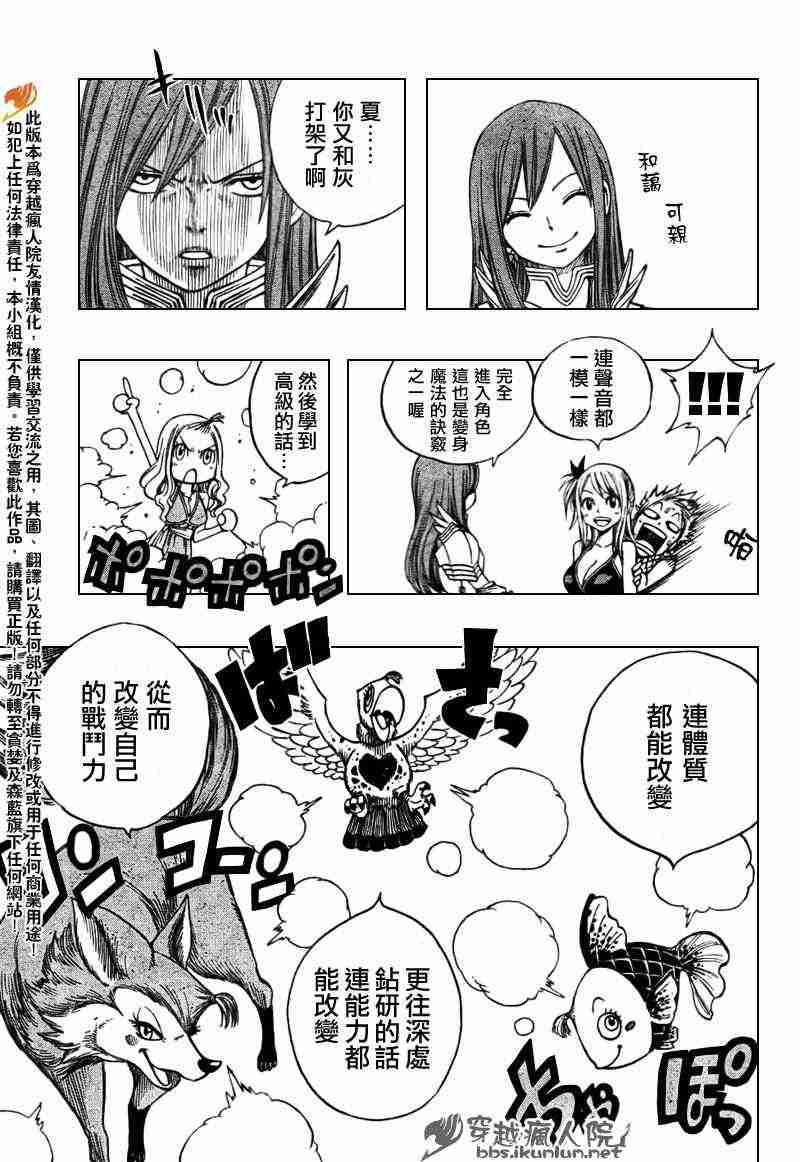 和藹
可親
夏……
你又和灰
打架了啊
!!!
連聲音都
一模一樣
完全
進入角色
這也是變身
魔法的訣竅
之一喔
然後學到
高級的話…
ポポポポン
連體質
都能改變
從而
改變自己
的戰鬥力
更往深處
鈷研的話
連能力都
能改變
ばさっ
コーン
此版本爲穿越瘋人院友情漢化，僅供學習交流之用，其圖、翻譯以及任何部分不得進行修改或用于任何商業用途！
如犯上任何法律責任，本小組概不負責。若您喜歡此作品，請購買正版！請勿轉至貪婪及森藍旗下任何網站！
穿越瘋人院
bbs.ikunlun.net